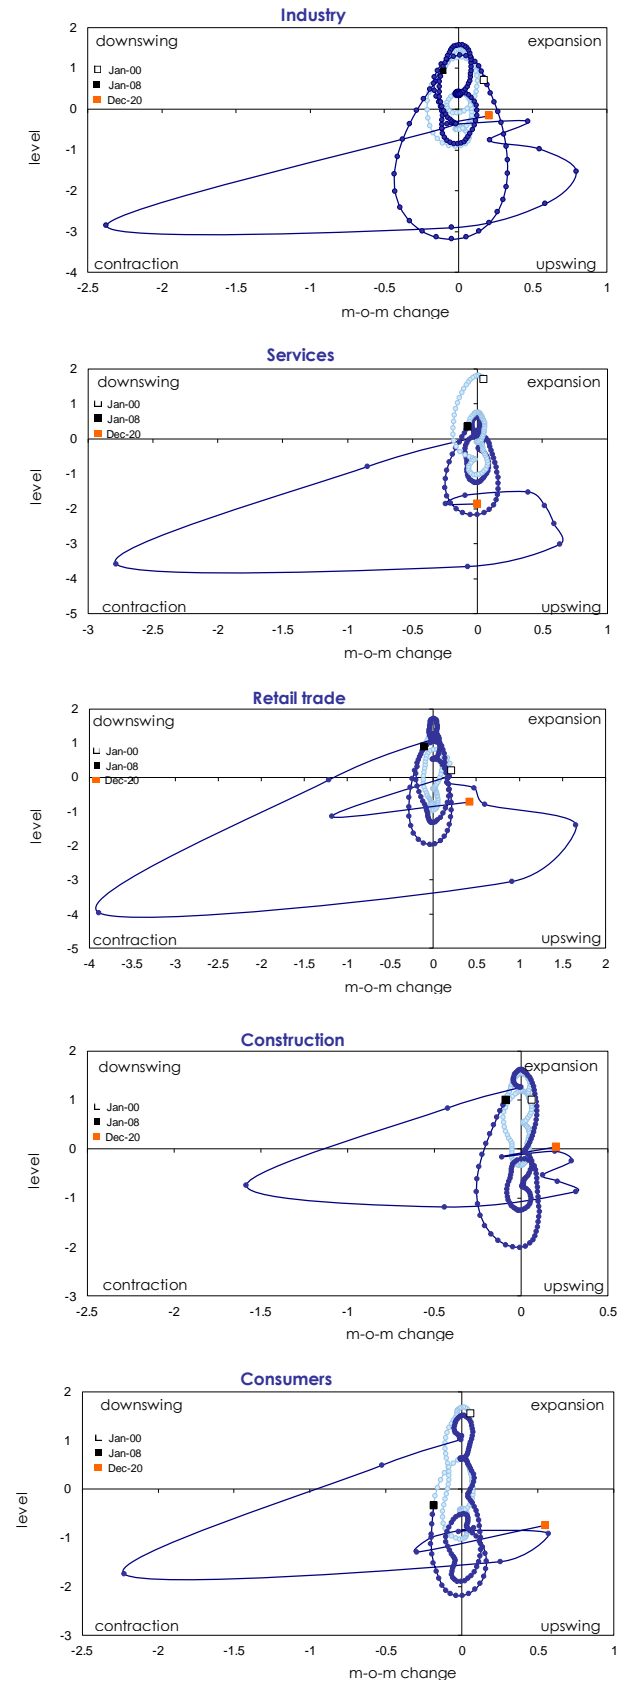 Industry
2
downswing
expansion
Jan-00
1
Jan-08
Dec-20
0
level
-1
-2
-3
contraction
upswing
-4
-2.5 -2 -1.5 -1 -0.5 0 0.5 1
m-o-m change
Services
2
downswing
expansion
1
Jan-00
Jan-08
0
Dec-20
level
-1
-2
-3
-4
contraction
upswing
-5
-3 -2.5 -2 -1.5 -1 -0.5 0 0.5 1
m-o-m change
Retail trade
2
downswing
expansion
1
Jan-00
Jan-08
0
Dec-20
level
-1
-2
-3
-4
contraction
upswing
-5
-4 -3.5 -3 -2.5 -2 -1.5 -1 -0.5 0 0.5 1 1.5 2
m-o-m change
Construction
2
downswing
expansion
1
Jan-00
Jan-08
Dec-20
0
level
-1
-2
contraction
upswing
-3
-2.5 -2 -1.5 -1 -0.5 0 0.5
m-o-m change
Consumers
2
downswing
expansion
1
Jan-00
Jan-08
Dec-20
0
level
-1
-2
contraction
upswing
-3
-2.5 -2 -1.5 -1 -0.5 0 0.5 1
m-o-m change